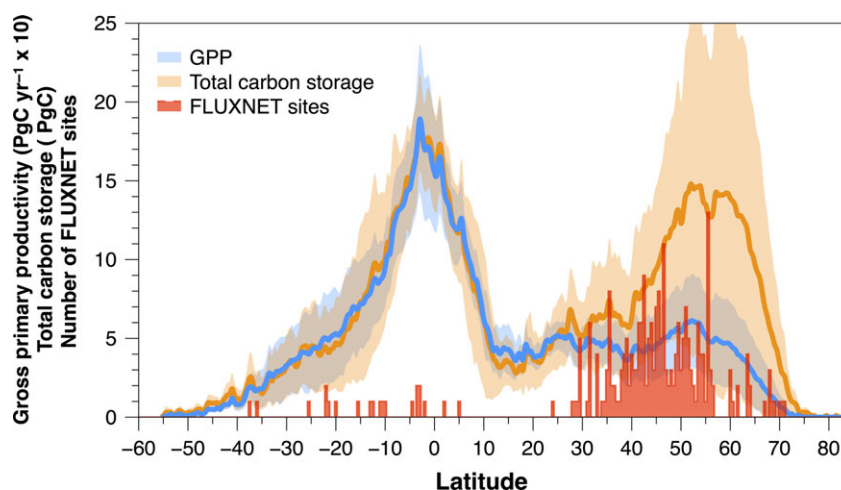 Gross primary productivity (PgC yr⁻¹ x 10)
Total carbon storage ( PgC)
Number of FLUXNET sites
25
20
15
10
5
0
GPP
Total carbon storage
FLUXNET sites
−60 −50 −40 −30 −20 −10 0 10 20 30 40 50 60 70 80
Latitude